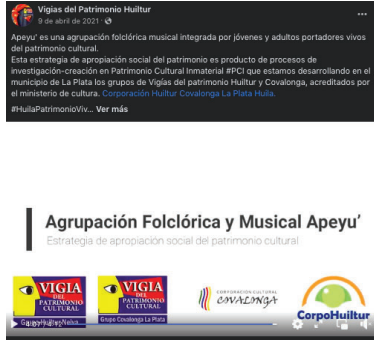 Vigias del Patrimonio Huiltur
9 de abril de 2021 ·
Apeyu' es una agrupación folclórica musical integrada por jóvenes y adultos portadores vivos
del patrimonio cultural.
Esta estrategia de apropiación social del patrimonio es producto de procesos de
investigación-creación en Patrimonio Cultural Inmaterial #PCI que estamos desarrollando en el
municipio de La Plata los grupos de Vigías del patrimonio Huiltur y Covalonga, acreditados por
el ministerio de cultura. Corporación Huiltur Covalonga La Plata Huila.
#HuilaPatrimonioViv... Ver más
Agrupación Folclórica y Musical Apeyu’
Estrategia de apropiación social del patrimonio cultural
VIGIA
DEL
PATRIMONIO
CULTURAL
VIGIA
DEL
PATRIMONIO
CULTURAL
Grupo Covalonga La Plata
CORPORACIÓN CULTURAL
COVALONGA
CorpoHuiltur